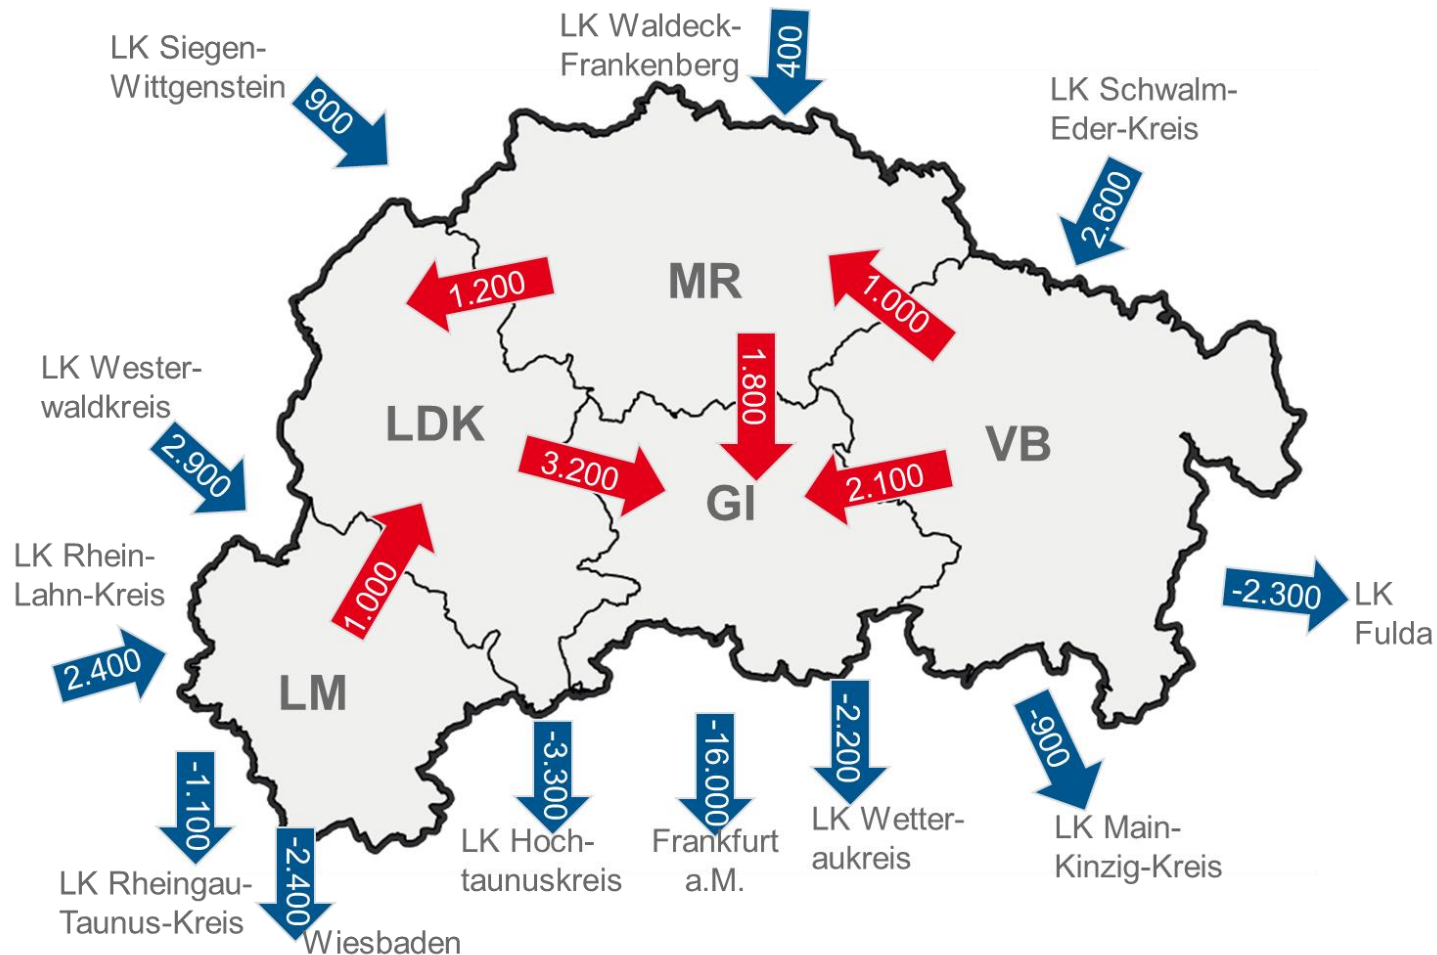 LK Siegen-
Wittgenstein
900
LK Waldeck-
Frankenberg
400
LK Schwalm-
Eder-Kreis
2.600
MR
1.200
1.000
1.800
LK Wester-
waldkreis
2.900
LDK
3.200
GI
2.100
VB
LK Rhein-
Lahn-Kreis
2.400
1.000
LM
-2.300
LK
Fulda
-1.100
LK Rheingau-
Taunus-Kreis
-2.400
Wiesbaden
-3.300
LK Hoch-
taunuskreis
-16.000
Frankfurt
a.M.
-2.200
LK Wetter-
aukreis
-900
LK Main-
Kinzig-Kreis